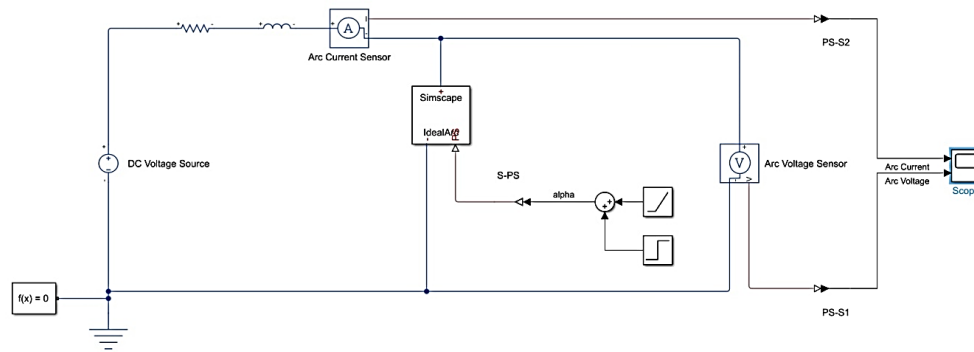 A
PS-S2
Arc Current Sensor
Simscape
IdealArc
PS
DC Voltage Source
V
Arc Voltage Sensor
Arc Current
Arc Voltage
Scop
S-PS
alpha
f(x) = 0
PS-S1